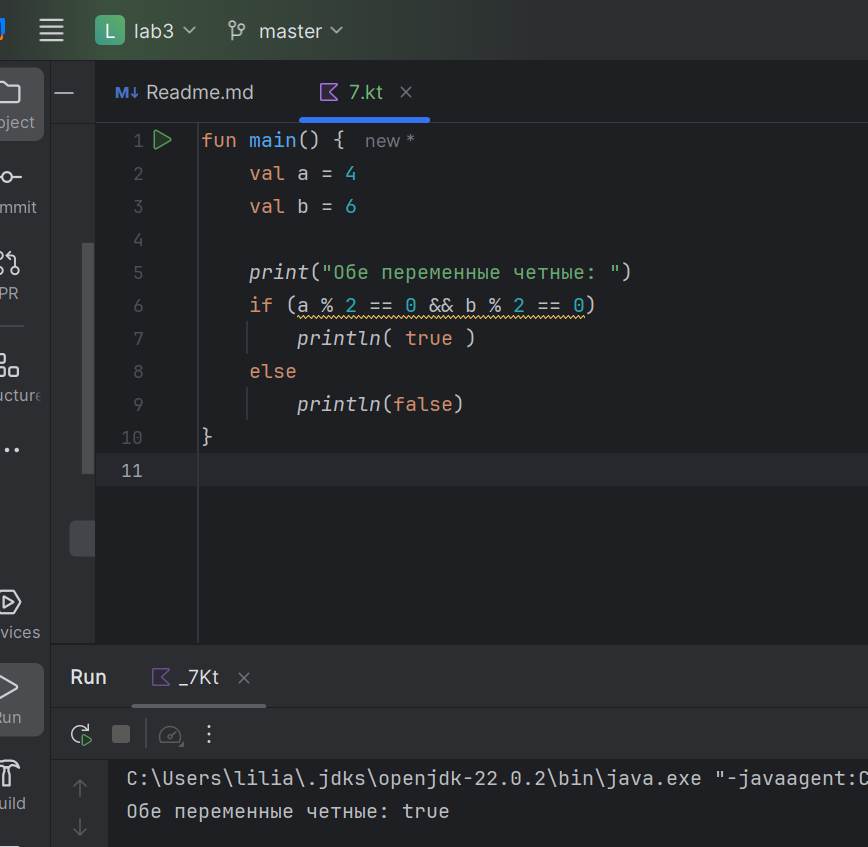 L lab3 master
Readme.md 7.kt
1 fun main() { new *
2 val a = 4
3 val b = 6
4
5 print("Обе переменные четные: ")
6 if (a % 2 == 0 && b % 2 == 0)
7 println( true )
8 else
9 println(false)
10 }
11
oject
mmit
PR
ucture
vices
Run
uild
Run _7Kt
C:\Users\lilia\.jdks\openjdk-22.0.2\bin\java.exe "-javaagent:C
Обе переменные четные: true